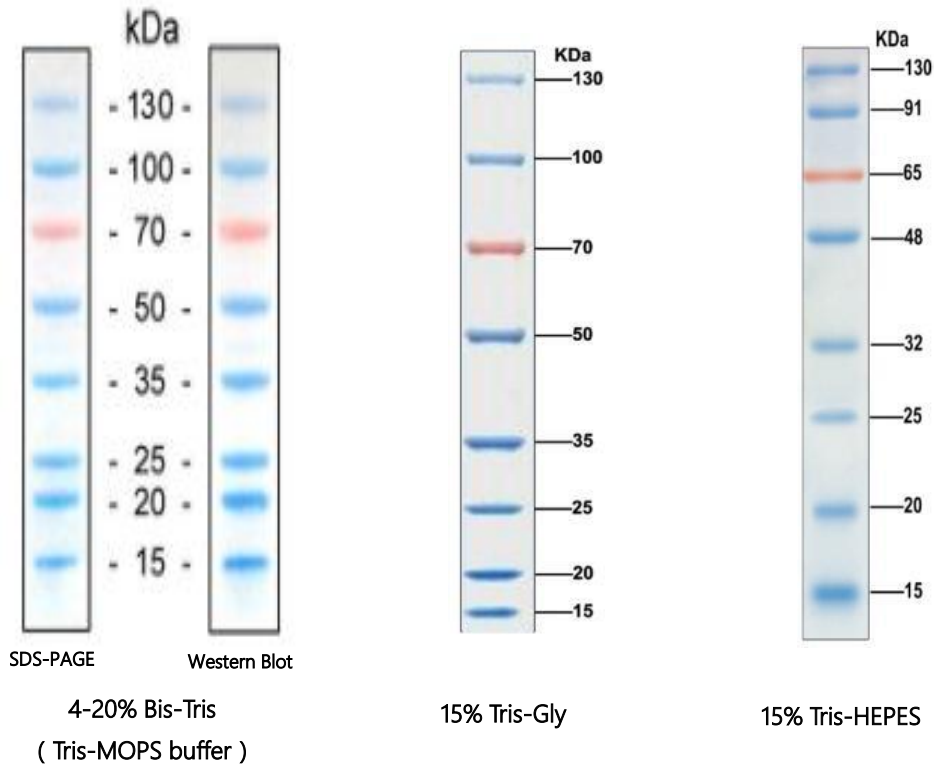 kDa
- 130 -
- 100 -
- 70 -
- 50 -
- 35 -
- 25 -
- 20 -
- 15 -
SDS-PAGE
Western Blot
4-20% Bis-Tris
( Tris-MOPS buffer )
KDa
130
100
70
50
35
25
20
15
15% Tris-Gly
KDa
130
91
65
48
32
25
20
15
15% Tris-HEPES